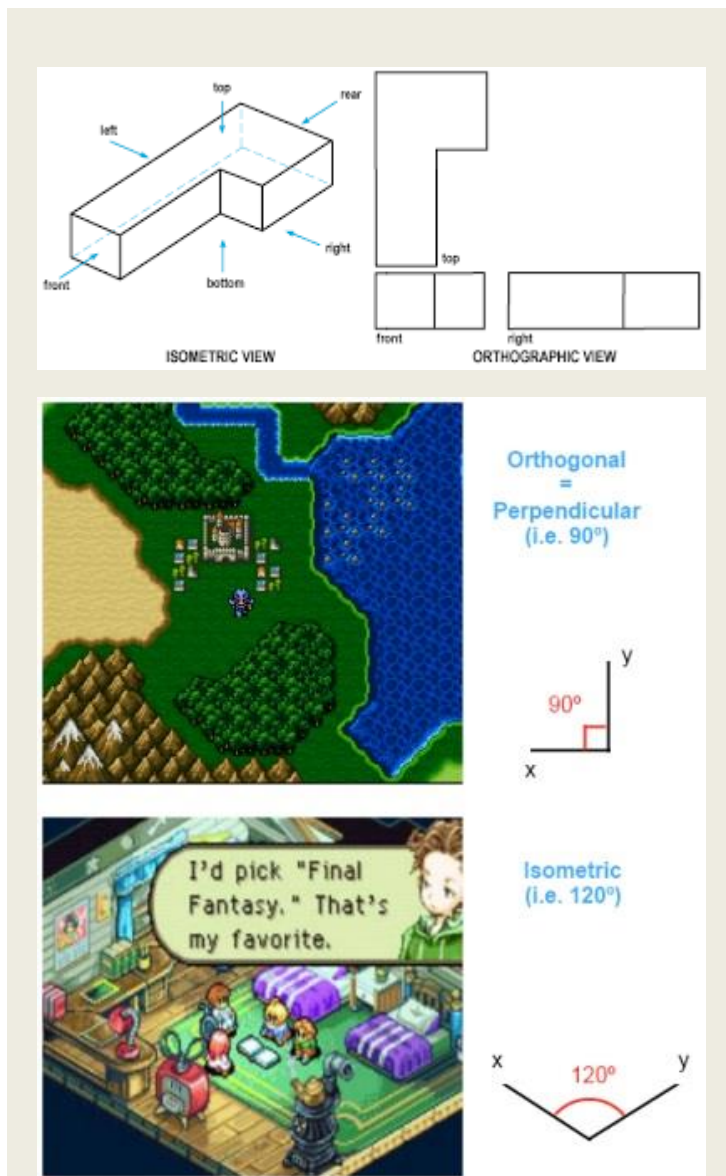 top
rear
left
right
front
bottom
top
front
right
ISOMETRIC VIEW
ORTHOGRAPHIC VIEW
Orthogonal
=
Perpendicular
(i.e. 90º)
y
90º
x
I'd pick "Final
Fantasy." That's
my favorite.
Isometric
(i.e. 120º)
x
y
120º